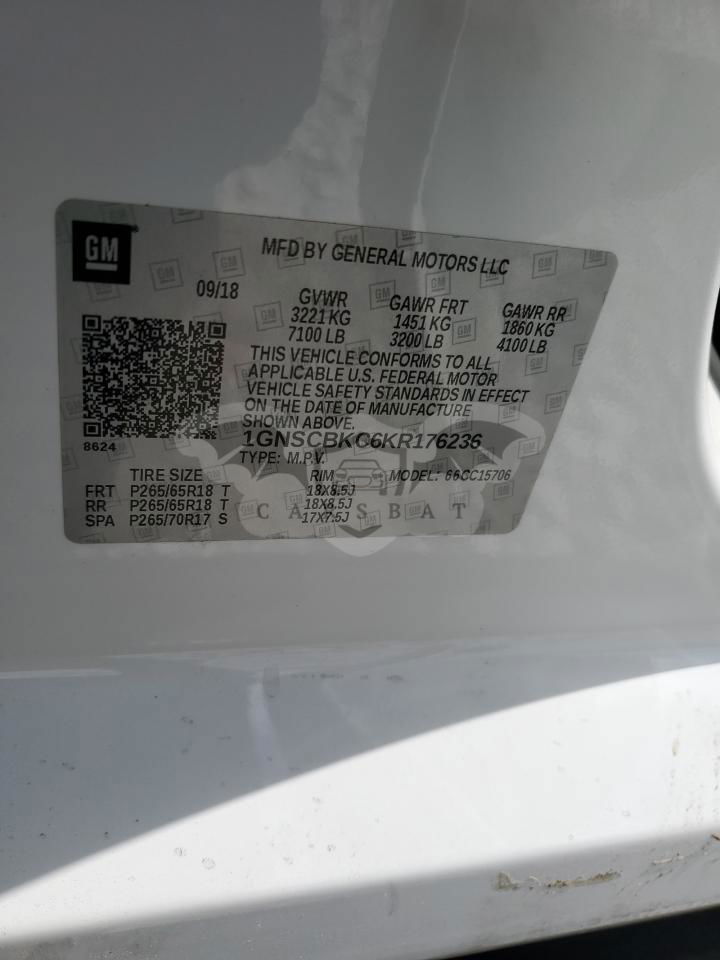 GM
MFD BY GENERAL MOTORS LLC
09/18
GVWR
3221 KG
7100 LB
GAWR FRT
1451 KG
3200 LB
GAWR RR
1860 KG
4100 LB
THIS VEHICLE CONFORMS TO ALL
APPLICABLE U.S. FEDERAL MOTOR
VEHICLE SAFETY STANDARDS IN EFFECT
ON THE DATE OF MANUFACTURE
SHOWN ABOVE.
8624
1GNSCBKC6KR176236
TYPE: M.P.V. MODEL: 66CC15706
TIRE SIZE RIM
FRT P265/65R18 T 18X8.5J
RR P265/65R18 T 18X8.5J
SPA P265/70R17 S 17X7.5J
CARSBAT